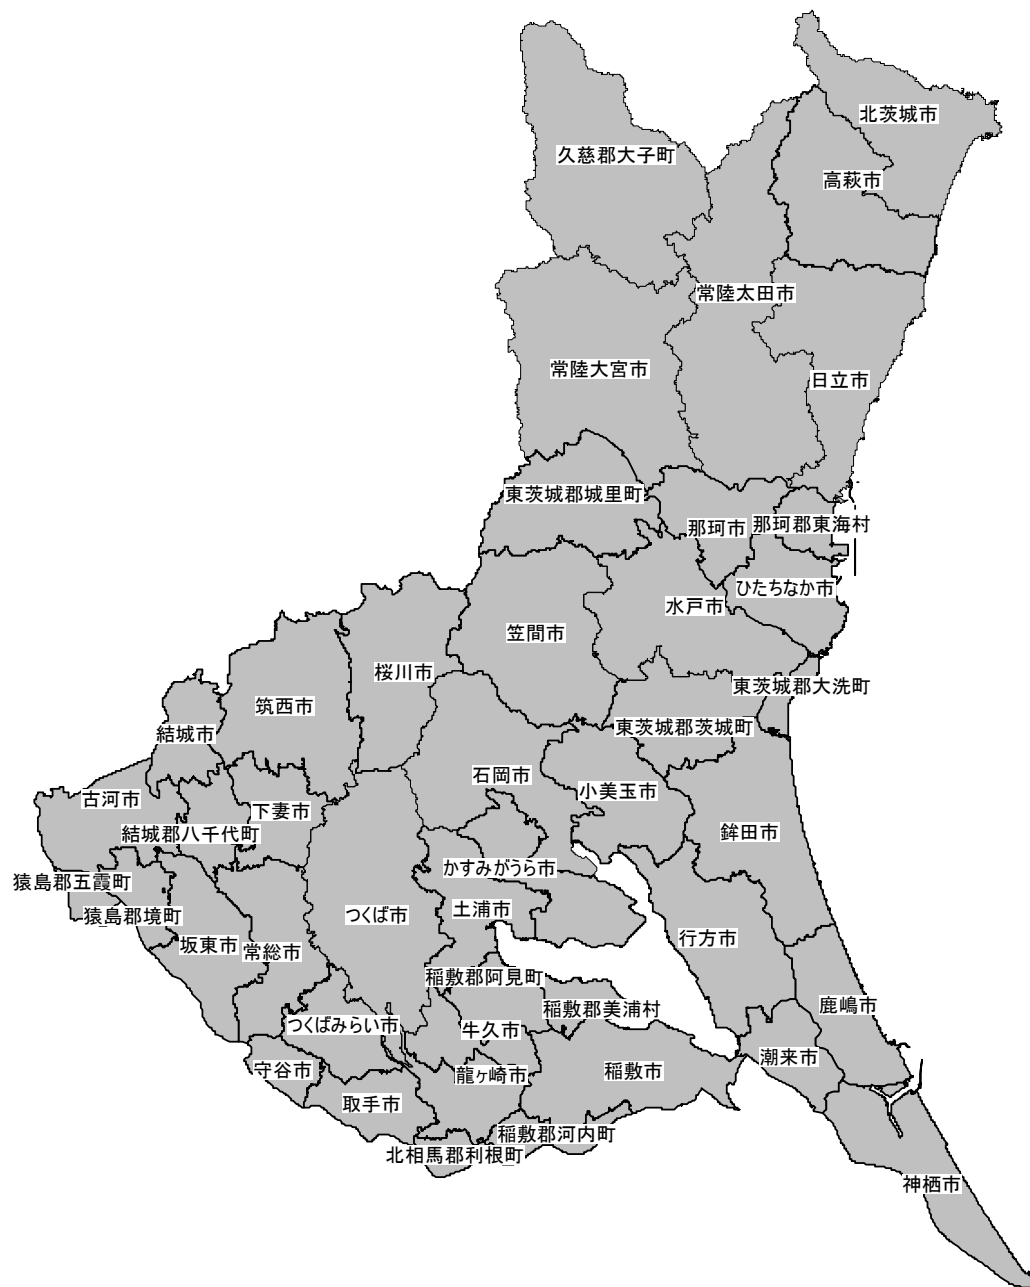 北茨城市
久慈郡大子町
高萩市
常陸太田市
常陸大宮市
日立市
東茨城郡城里町
那珂市
那珂郡東海村
ひたちなか市
水戸市
笠間市
桜川市
東茨城郡大洗町
筑西市
東茨城郡茨城町
結城市
石岡市
小美玉市
古河市
下妻市
鉾田市
結城郡八千代町
かすみがうら市
猿島郡五霞町
猿島郡境町
つくば市
土浦市
行方市
坂東市
常総市
稲敷郡阿見町
稲敷郡美浦村
鹿嶋市
つくばみらい市
牛久市
潮来市
守谷市
龍ヶ崎市
稲敷市
取手市
稲敷郡河内町
北相馬郡利根町
神栖市